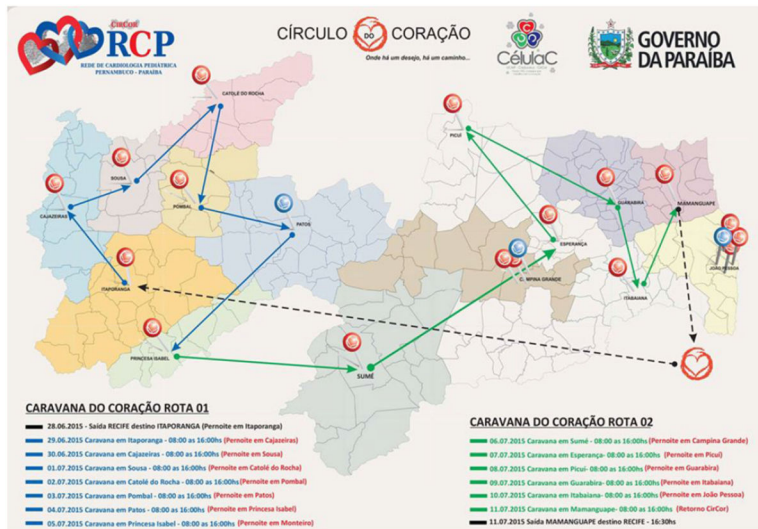 CirCor
RCP
REDE DE CARDIOLOGIA PEDIÁTRICA
PERNAMBUCO - PARAÍBA
CÍRCULO DO CORAÇÃO
Onde há um desejo, há um caminho...
CÉlulaC
GOVERNO
DA PARAÍBA
CATOLÉ DO ROCHA
PICUÍ
SOUSA
CAJAZEIRAS
POMBAL
PATOS
GUARABIRA
MAMANGUAPE
ESPERANÇA
JOÃO PESSOA
ITAPORANGA
C. MPINA GRANDE
ITABAIANA
PRINCESA ISABEL
SUMÉ
CARAVANA DO CORAÇÃO ROTA 01
28.06.2015 - Saída RECIFE destino ITAPORANGA (Pernoite em Itaporanga)
29.06.2015 Caravana em Itaporanga - 08:00 as 16:00hs (Pernoite em Cajazeiras)
30.06.2015 Caravana em Cajazeiras - 08:00 as 16:00hs (Pernoite em Sousa)
01.07.2015 Caravana em Sousa - 08:00 as 16:00hs (Pernoite em Catolé do Rocha)
02.07.2015 Caravana em Catolé do Rocha - 08:00 as 16:00hs (Pernoite em Pombal)
03.07.2015 Caravana em Pombal - 08:00 as 16:00hs (Pernoite em Patos)
04.07.2015 Caravana em Patos - 08:00 as 16:00hs (Pernoite em Princesa Isabel)
05.07.2015 Caravana em Princesa Isabel - 08:00 as 16:00hs (Pernoite em Monteiro)
CARAVANA DO CORAÇÃO ROTA 02
06.07.2015 Caravana em Sumé - 08:00 as 16:00hs (Pernoite em Campina Grande)
07.07.2015 Caravana em Esperança- 08:00 as 16:00hs (Pernoite em Picuí)
08.07.2015 Caravana em Picuí- 08:00 as 16:00hs (Pernoite em Guarabira)
09.07.2015 Caravana em Guarabira- 08:00 as 16:00hs (Pernoite em Itabaiana)
10.07.2015 Caravana em Itabaiana- 08:00 as 16:00hs (Pernoite em João Pessoa)
11.07.2015 Caravana em Mamanguape- 08:00 as 16:00hs (Retorno CirCor)
11.07.2015 Saída MAMANGUAPE destino RECIFE - 16:30hs